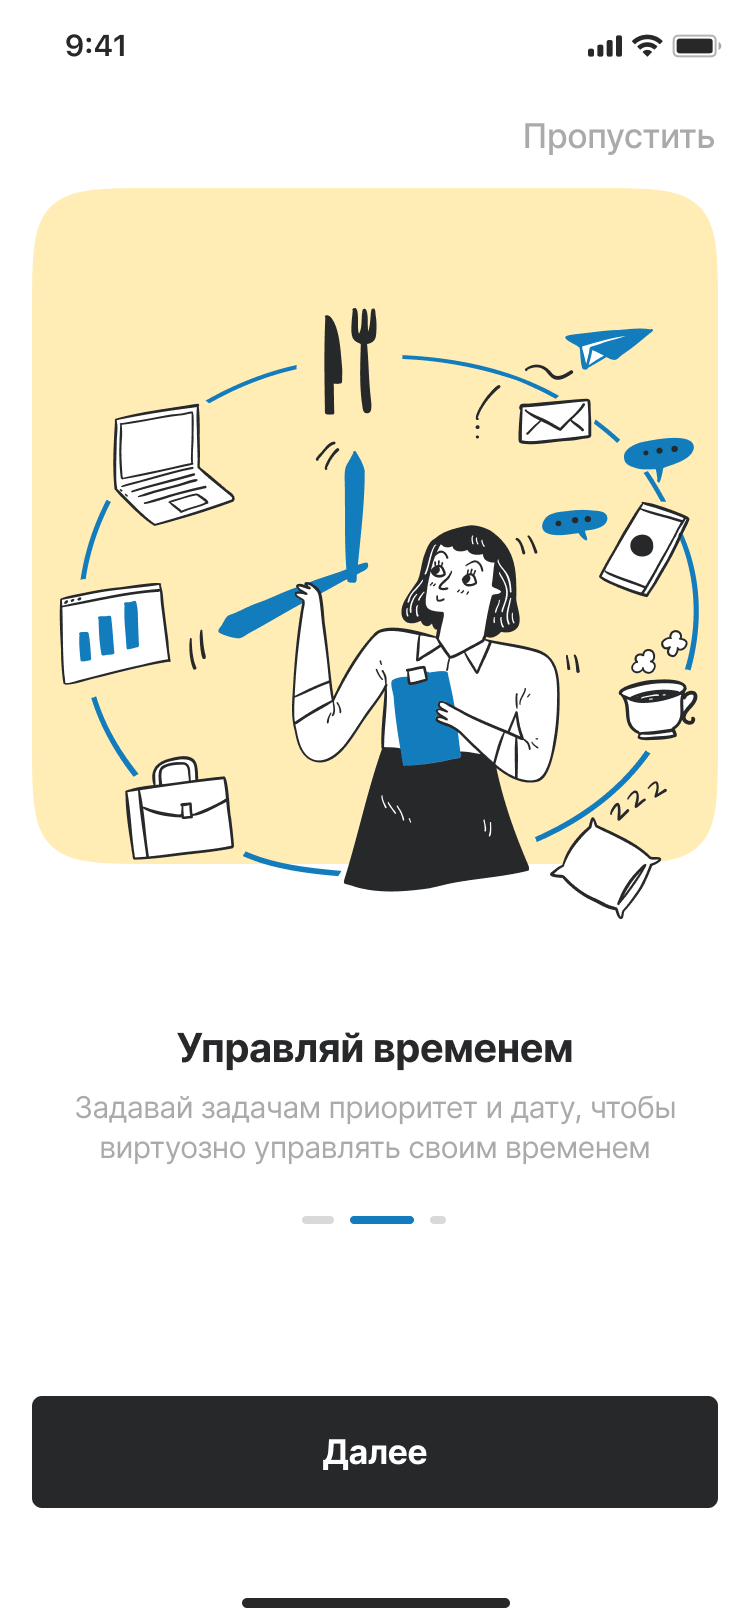 9:41
Пропустить
z z z
Управляй временем
Задавай задачам приоритет и дату, чтобы
виртуозно управлять своим временем
Далее